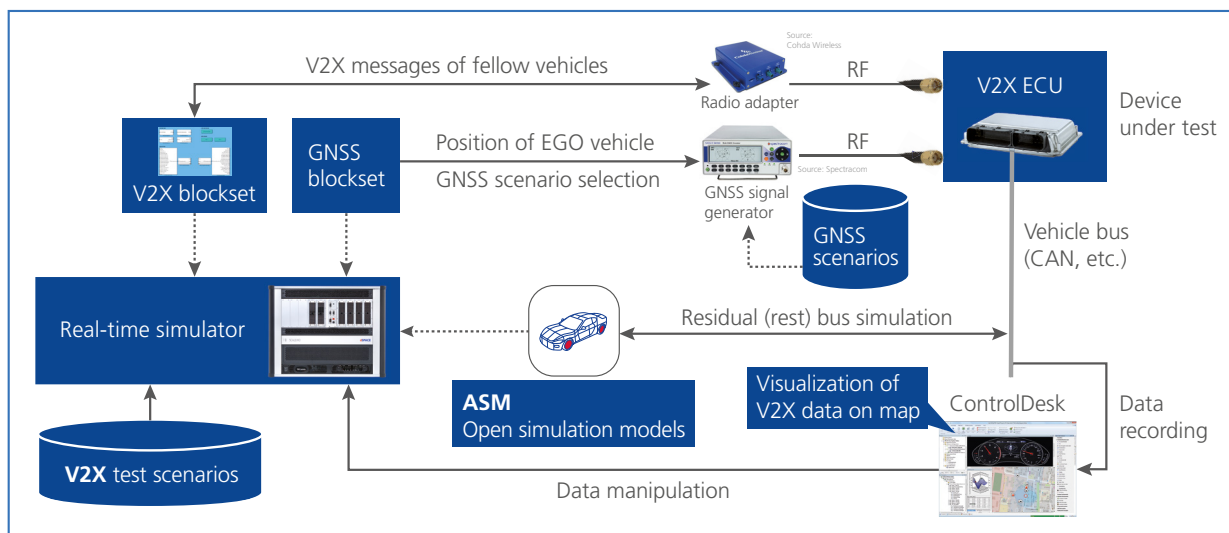 Source:
Cohda Wireless
V2X messages of fellow vehicles
RF
Radio adapter
V2X ECU
Device
under test
V2X blockset
GNSS
blockset
Position of EGO vehicle
GNSS scenario selection
RF
Source: Spectracom
GNSS signal
generator
GNSS
scenarios
Vehicle bus
(CAN, etc.)
Real-time simulator
Residual (rest) bus simulation
ASM
Open simulation models
Visualization of
V2X data on map
ControlDesk
Data
recording
V2X test scenarios
Data manipulation